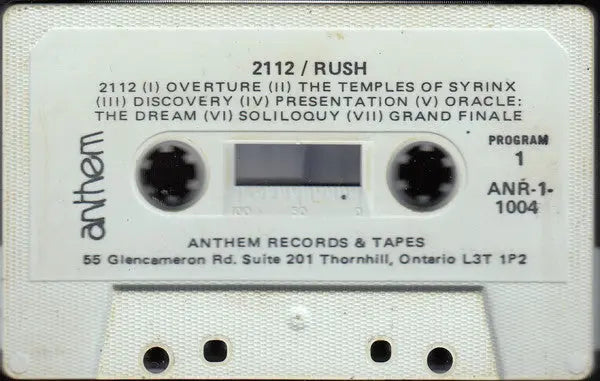 2112 / RUSH
2112 (I) OVERTURE (II) THE TEMPLES OF SYRINX
(III) DISCOVERY (IV) PRESENTATION (V) ORACLE:
THE DREAM (VI) SOLILOQUY (VII) GRAND FINALE
anthem
PROGRAM
1
ANR-1-
1004
100 50 0
ANTHEM RECORDS & TAPES
55 Glencameron Rd. Suite 201 Thornhill, Ontario L3T 1P2